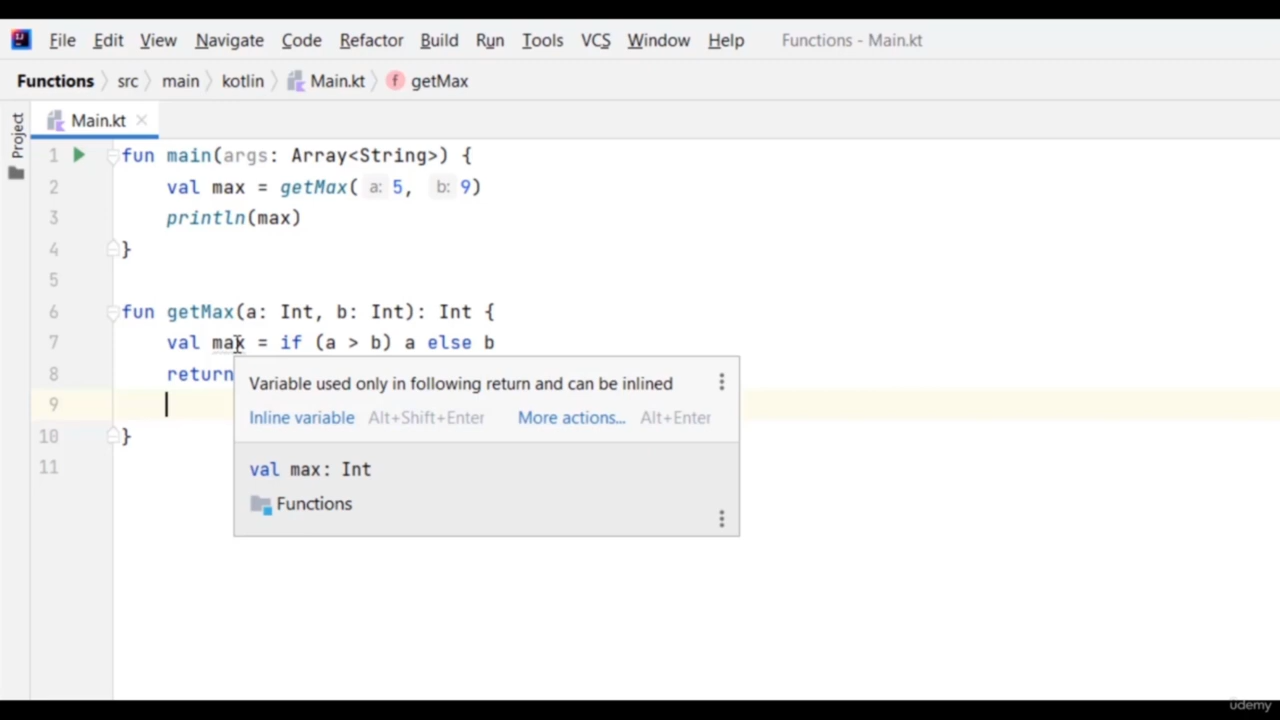 File Edit View Navigate Code Refactor Build Run Tools VCS Window Help Functions - Main.kt
Functions src main kotlin Main.kt getMax
Project
Main.kt
1 fun main(args: Array<String>) {
2 val max = getMax( a: 5, b: 9)
3 println(max)
4 }
5
6 fun getMax(a: Int, b: Int): Int {
7 val max = if (a > b) a else b
8 return
9
10 }
11
Variable used only in following return and can be inlined
Inline variable Alt+Shift+Enter More actions... Alt+Enter
val max: Int
Functions
udemy